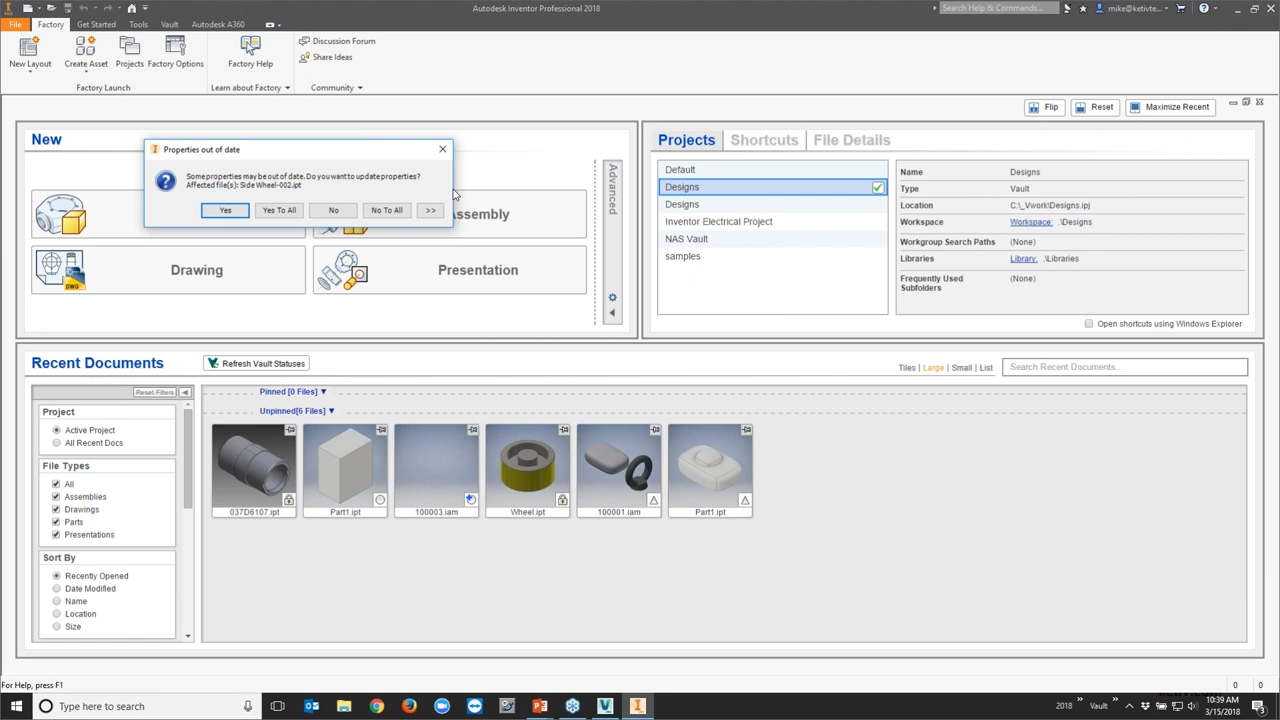 Autodesk Inventor Professional 2018
Search Help & Commands...
mike@ketivte...
File
Factory
Get Started
Tools
Vault
Autodesk A360
New Layout
Create Asset
Projects
Factory Options
Factory Help
Discussion Forum
Share Ideas
Factory Launch
Learn about Factory
Community
Flip
Reset
Maximize Recent
New
Properties out of date
Some properties may be out of date. Do you want to update properties?
Affected file(s): Side Wheel-002.ipt
Yes
Yes To All
No
No To All
>>
Assembly
Drawing
DWG
Presentation
Advanced
Projects
Shortcuts
File Details
Default
Designs
Designs
Inventor Electrical Project
NAS Vault
samples
Name Designs
Type Vault
Location C:\_Vwork\Designs.ipj
Workspace Workspace: .\Designs
Workgroup Search Paths (None)
Libraries Library: .\Libraries
Frequently Used Subfolders (None)
Open shortcuts using Windows Explorer
Recent Documents
Refresh Vault Statuses
Tiles | Large | Small | List
Search Recent Documents...
Reset Filters
Project
Active Project
All Recent Docs
File Types
All
Assemblies
Drawings
Parts
Presentations
Sort By
Recently Opened
Date Modified
Name
Location
Size
Pinned [0 Files]
Unpinned[6 Files]
037D6107.ipt
Part1.ipt
100003.iam
Wheel.ipt
100001.iam
Part1.ipt
For Help, press F1
0 0
Type here to search
2018
Vault
10:39 AM
3/15/2018